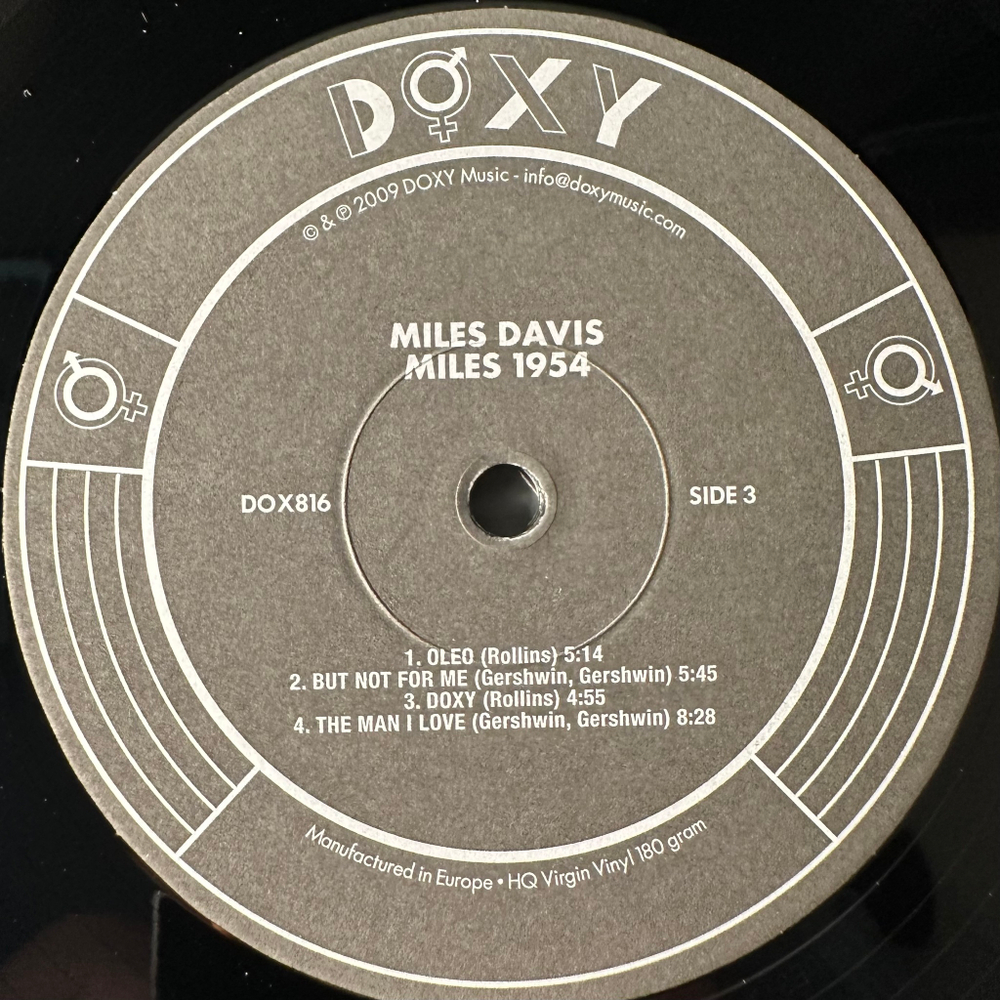 DOXY
© & ℗ 2009 DOXY Music - info@doxymusic.com
MILES DAVIS
MILES 1954
DOX816
SIDE 3
1. OLEO (Rollins) 5:14
2. BUT NOT FOR ME (Gershwin, Gershwin) 5:45
3. DOXY (Rollins) 4:55
4. THE MAN I LOVE (Gershwin, Gershwin) 8:28
Manufactured in Europe • HQ Virgin Vinyl 180 gram